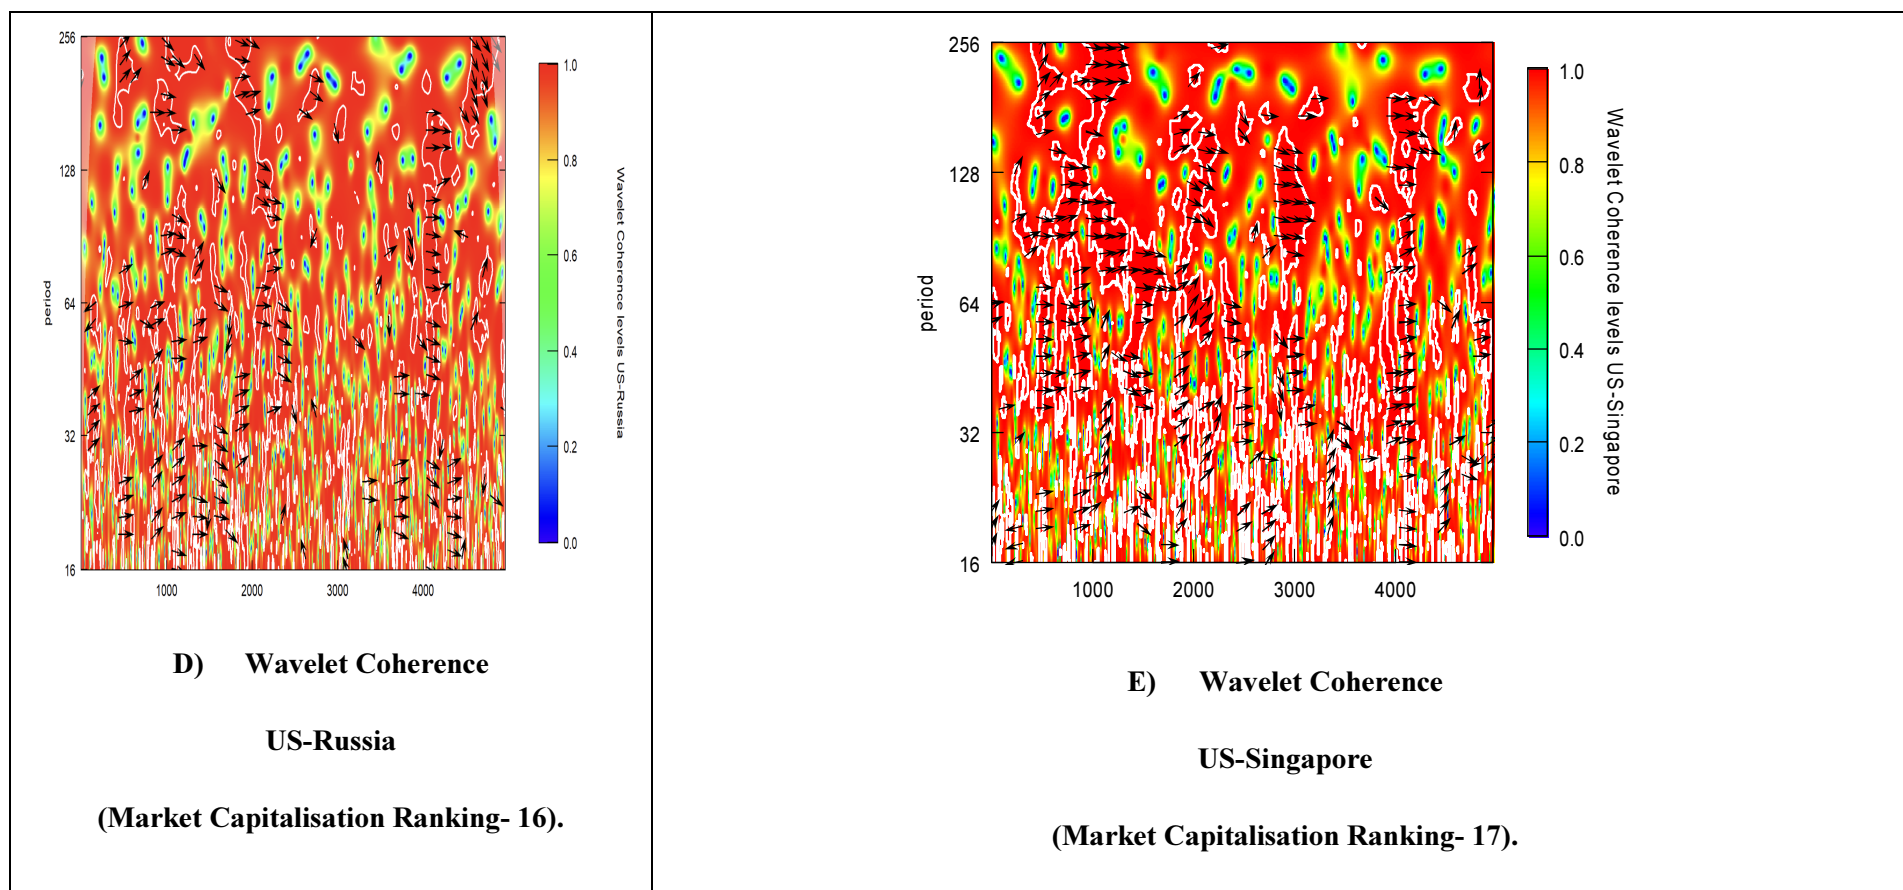 256
128
64
32
16
period
1000 2000 3000 4000
1.0
0.8
0.6
0.4
0.2
0.0
Wavelet Coherence levels US-Russia
D) Wavelet Coherence
US-Russia
(Market Capitalisation Ranking- 16).
256
128
64
32
16
period
1000 2000 3000 4000
1.0
0.8
0.6
0.4
0.2
0.0
Wavelet Coherence levels US-Singapore
E) Wavelet Coherence
US-Singapore
(Market Capitalisation Ranking- 17).